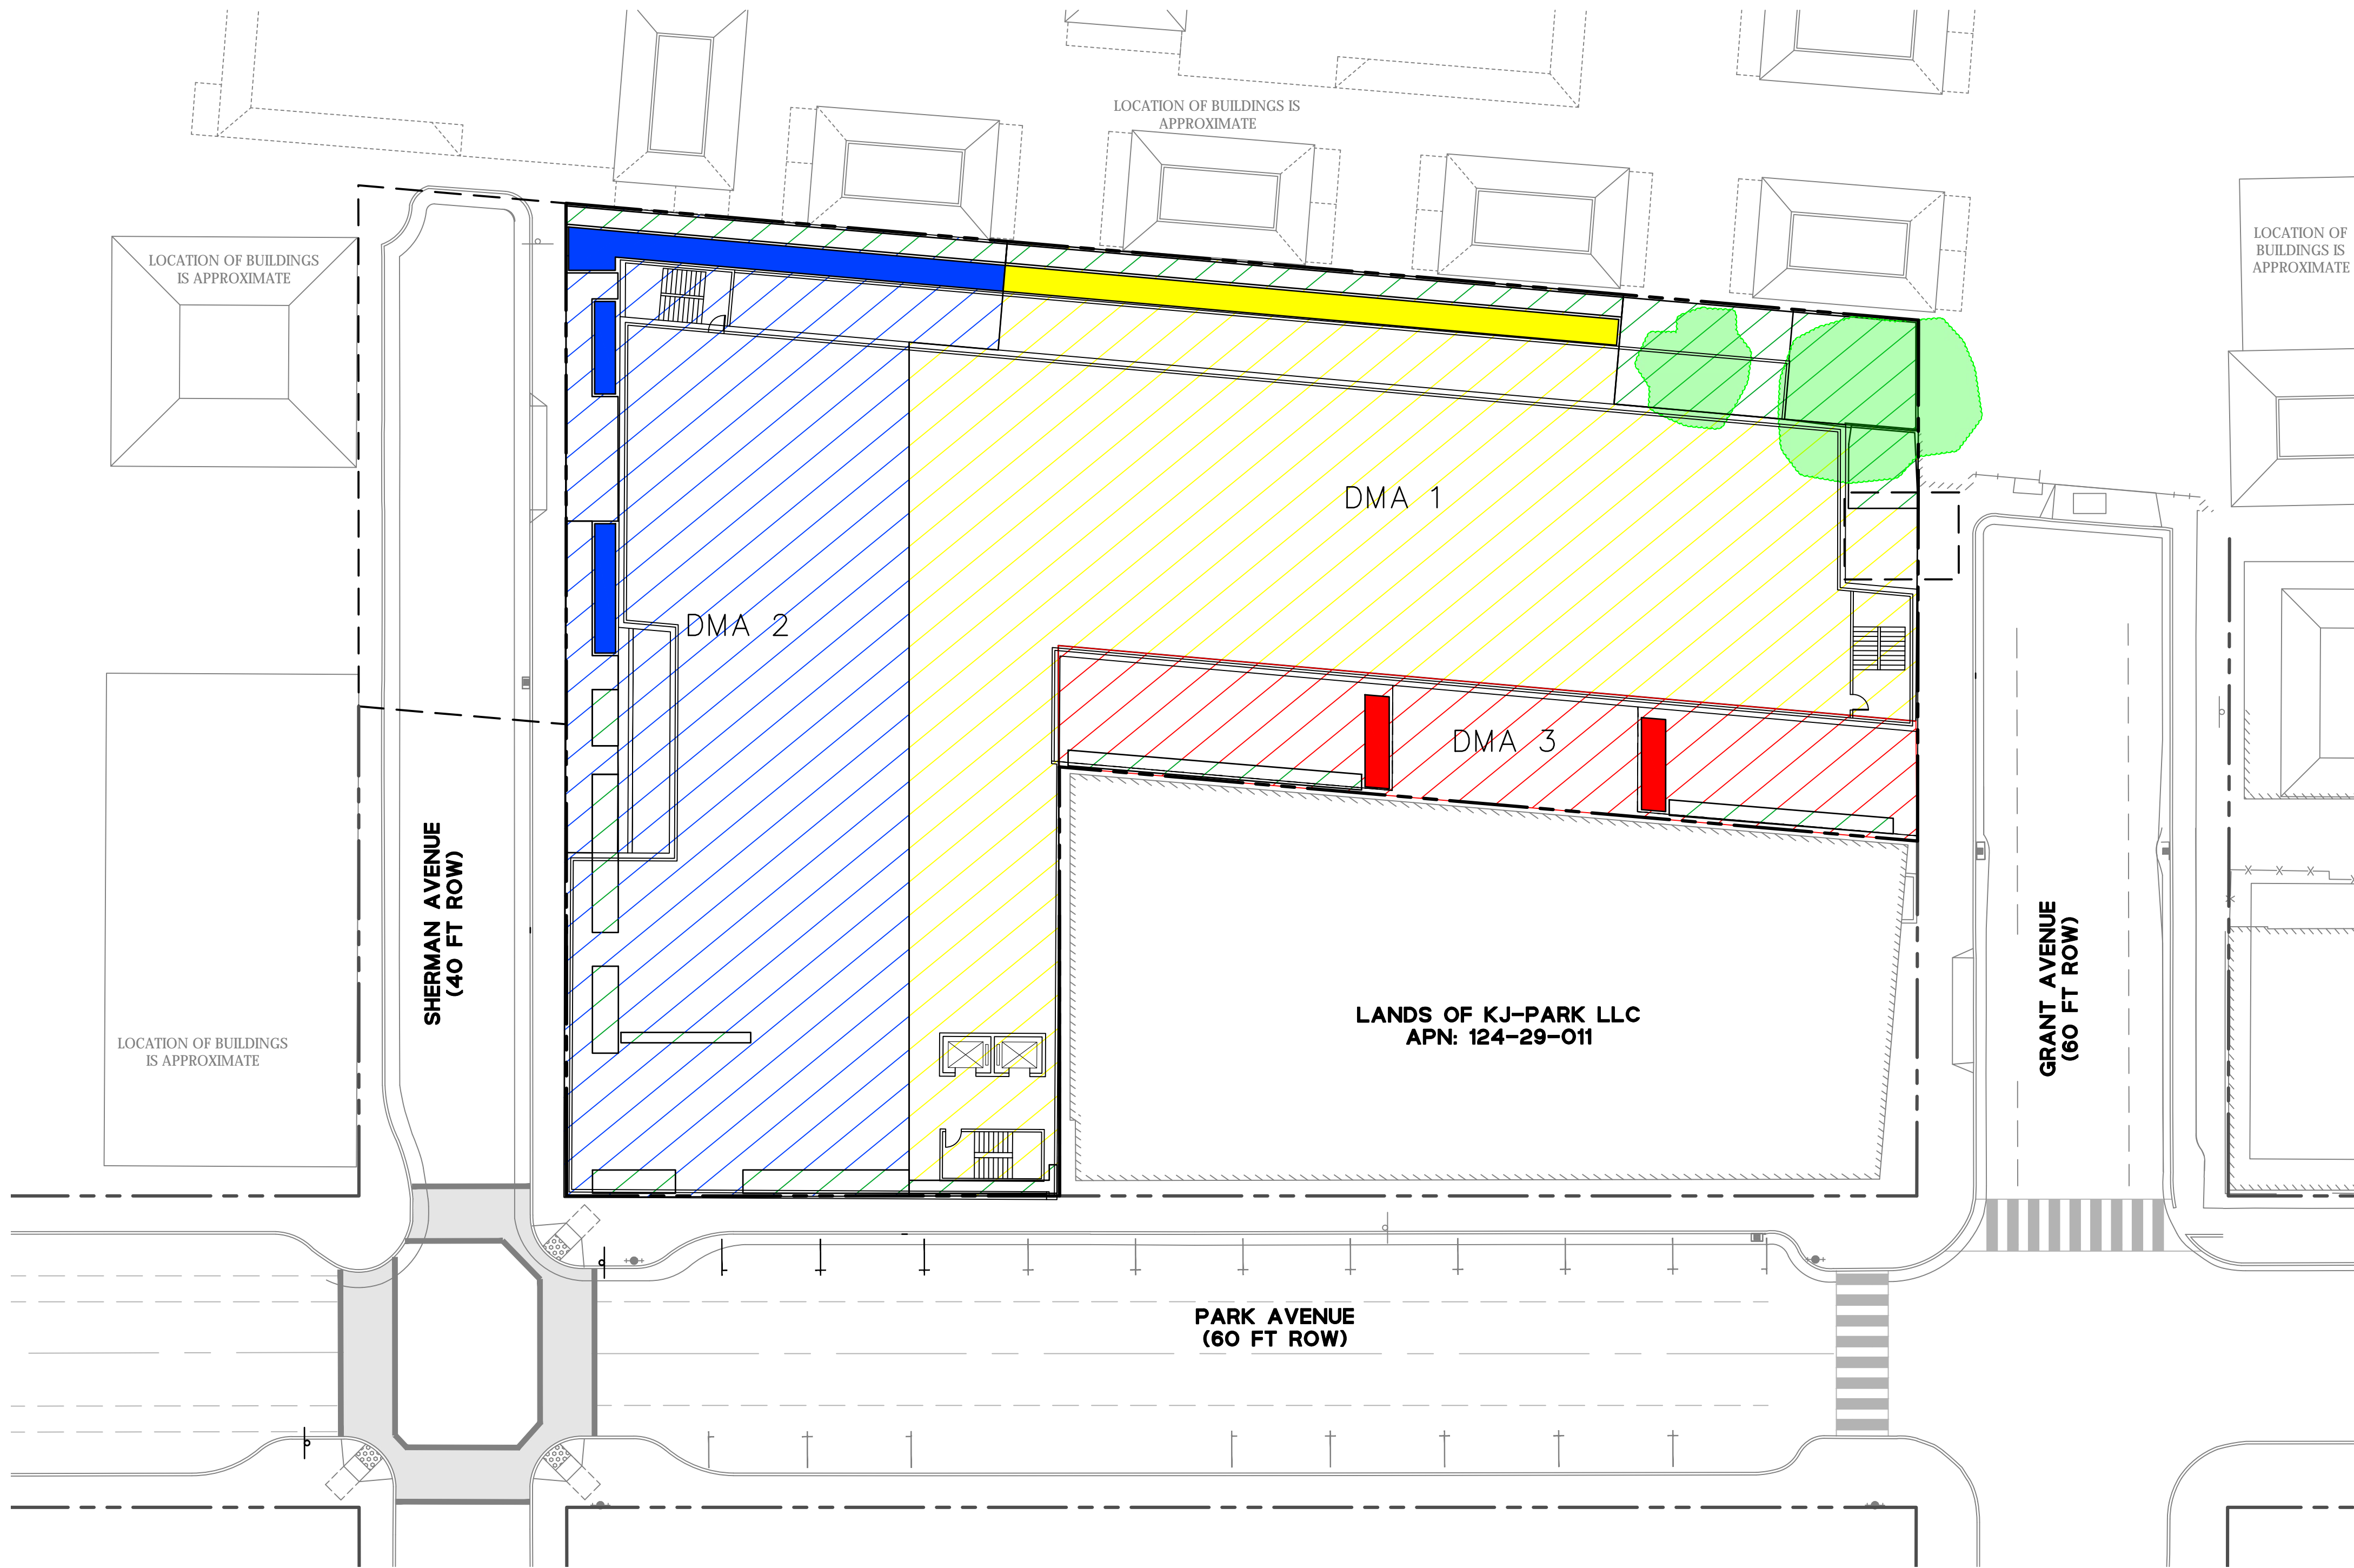 LOCATION OF BUILDINGS IS
APPROXIMATE
LOCATION OF BUILDINGS
IS APPROXIMATE
LOCATION OF
BUILDINGS IS
APPROXIMATE
DMA 1
DMA 2
DMA 3
SHERMAN AVENUE
(40 FT ROW)
GRANT AVENUE
(60 FT ROW)
LANDS OF KJ-PARK LLC
APN: 124-29-011
LOCATION OF BUILDINGS
IS APPROXIMATE
PARK AVENUE
(60 FT ROW)